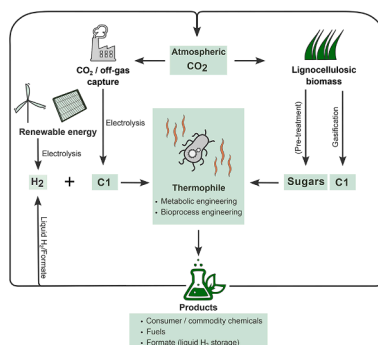 Atmospheric
CO2
CO2 / off-gas
capture
Lignocellulosic
biomass
Renewable energy
Electrolysis
Electrolysis
(Pre-treatment)
Gasification
H2
+
C1
Thermophile
• Metabolic engineering
• Bioprocess engineering
Sugars
C1
Liquid H2/Formate
Products
• Consumer / commodity chemicals
• Fuels
• Formate (liquid H2 storage)